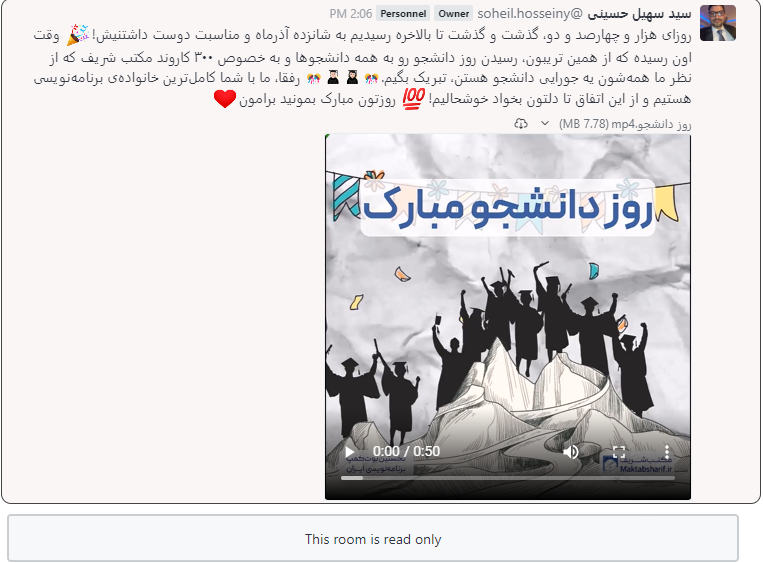 سید سهیل حسینی @soheil.hosseiny Owner Personnel 2:06 PM
روزای هزار و چهارصد و دو، گذشت و گذشت تا بالاخره رسیدیم به شانزده آذرماه و مناسبت دوست داشتنیش!🎉 وقت
اون رسیده که از همین تریبون، رسیدن روز دانشجو رو به همه دانشجوها و به خصوص ۳۰۰ کاروند مکتب شریف که از
نظر ما همه‌شون یه جورایی دانشجو هستن، تبریک بگیم.🎊👩‍🎓👨‍🎓🎊 رفقا، ما با شما کامل‌ترین خانواده‌ی برنامه‌نویسی
هستیم و از این اتفاق تا دلتون بخواد خوشحالیم!💯 روزتون مبارک بمونید برامون❤️
روز دانشجو.mp4 (7.78 MB)
روز دانشجو مبارک
0:00 / 0:50
نخستین بوت‌کمپ
برنامه‌نویسی ایران
مکتب شریف
Maktabsharif.ir
This room is read only